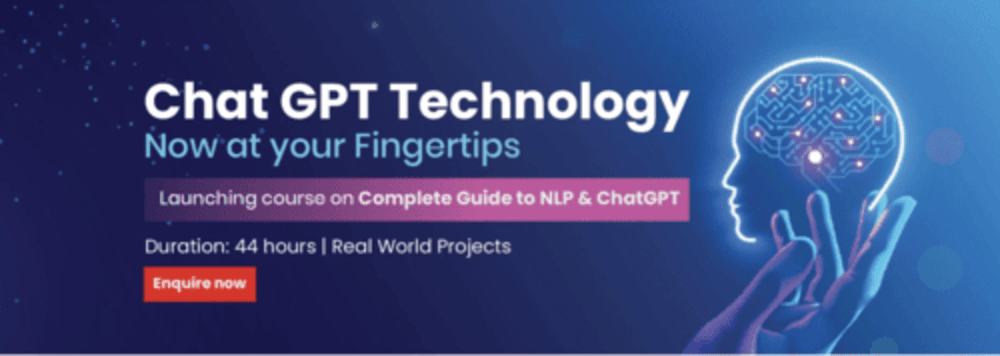 Chat GPT Technology
Now at your Fingertips
Launching course on Complete Guide to NLP & ChatGPT
Duration: 44 hours | Real World Projects
Enquire now